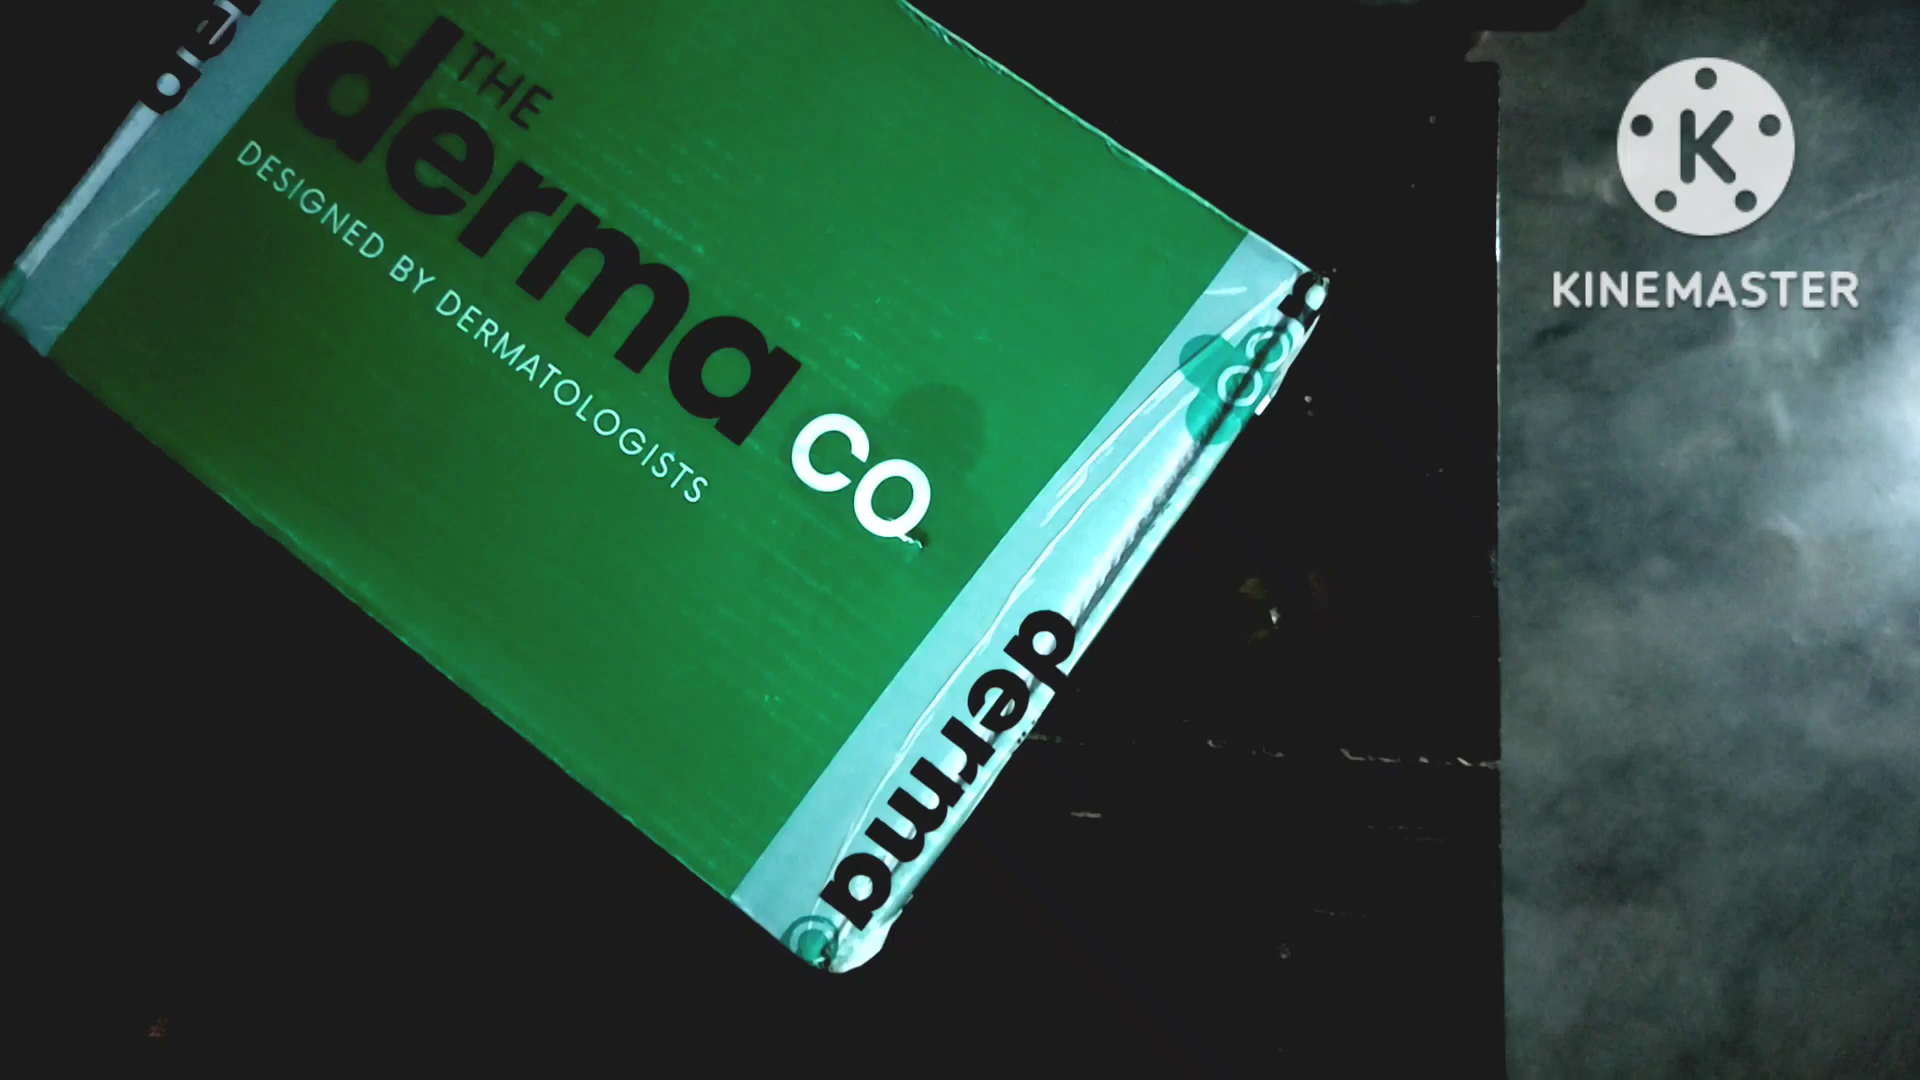 THE
derma co
DESIGNED BY DERMATOLOGISTS
derma
K
KINEMASTER